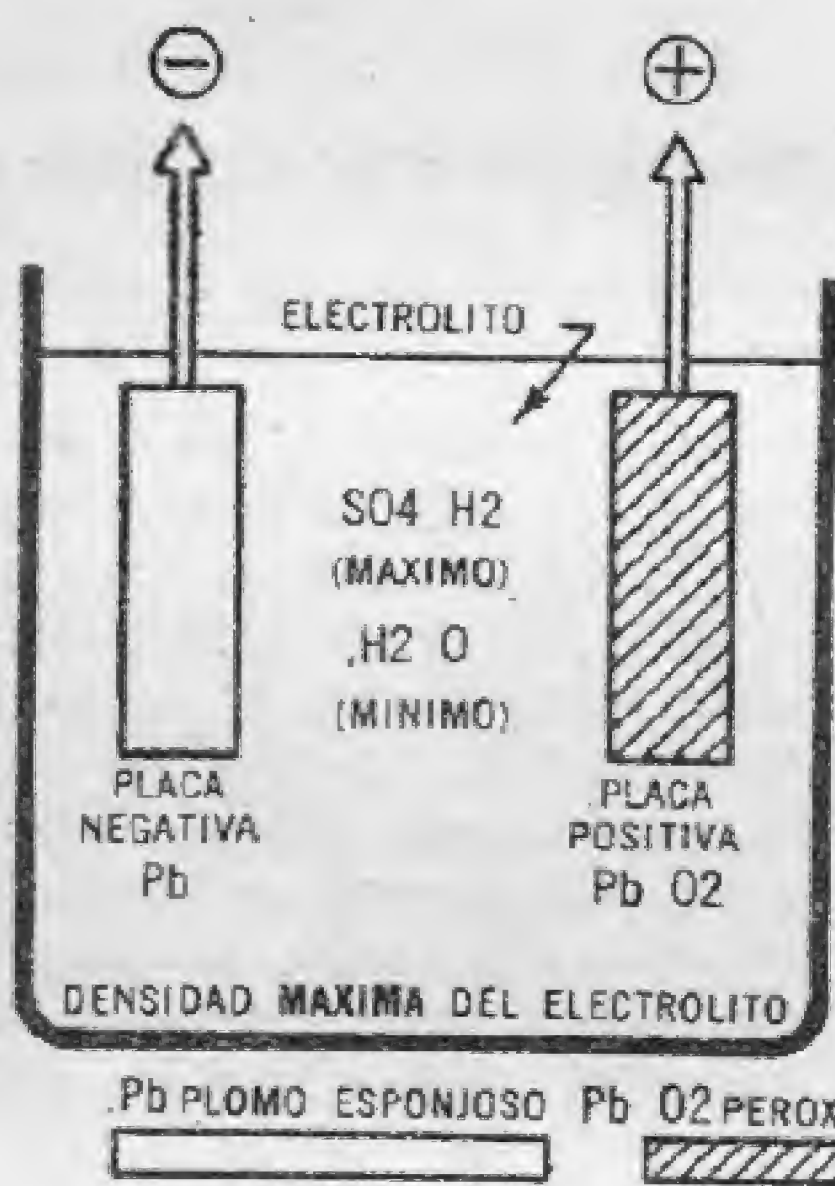 − +
ELECTROLITO
SO4 H2
(MAXIMO)
.H2 O
(MINIMO)
PLACA
NEGATIVA
Pb
.PLACA
POSITIVA
Pb O2
DENSIDAD MAXIMA DEL ELECTROLITO
.Pb PLOMO ESPONJOSO Pb O2 PEROX